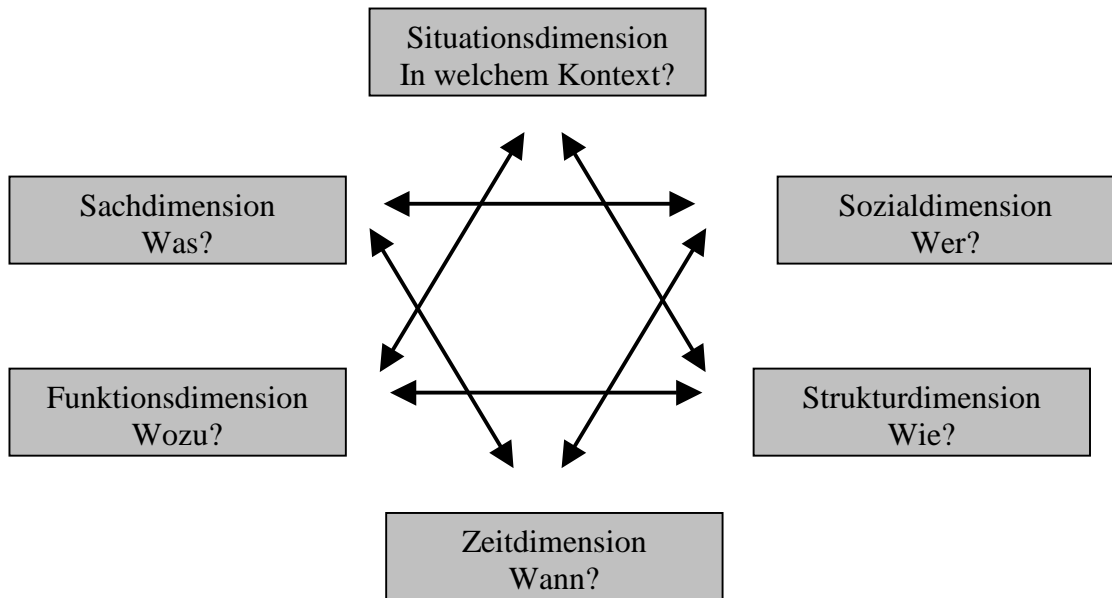 Situationsdimension
In welchem Kontext?
Sachdimension
Was?
Sozialdimension
Wer?
Funktionsdimension
Wozu?
Strukturdimension
Wie?
Zeitdimension
Wann?